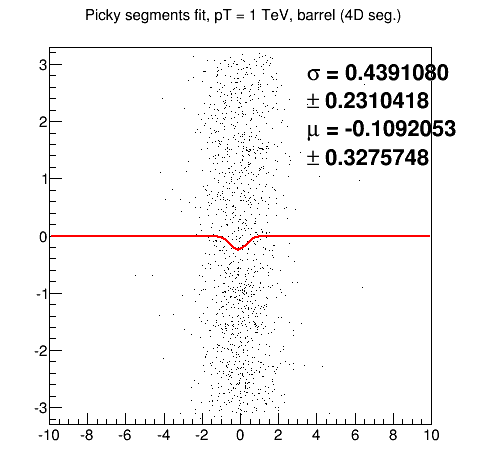 Picky segments fit, pT = 1 TeV, barrel (4D seg.)
σ = 0.4391080
± 0.2310418
μ = -0.1092053
± 0.3275748
3
2
1
0
-1
-2
-3
-10 -8 -6 -4 -2 0 2 4 6 8 10